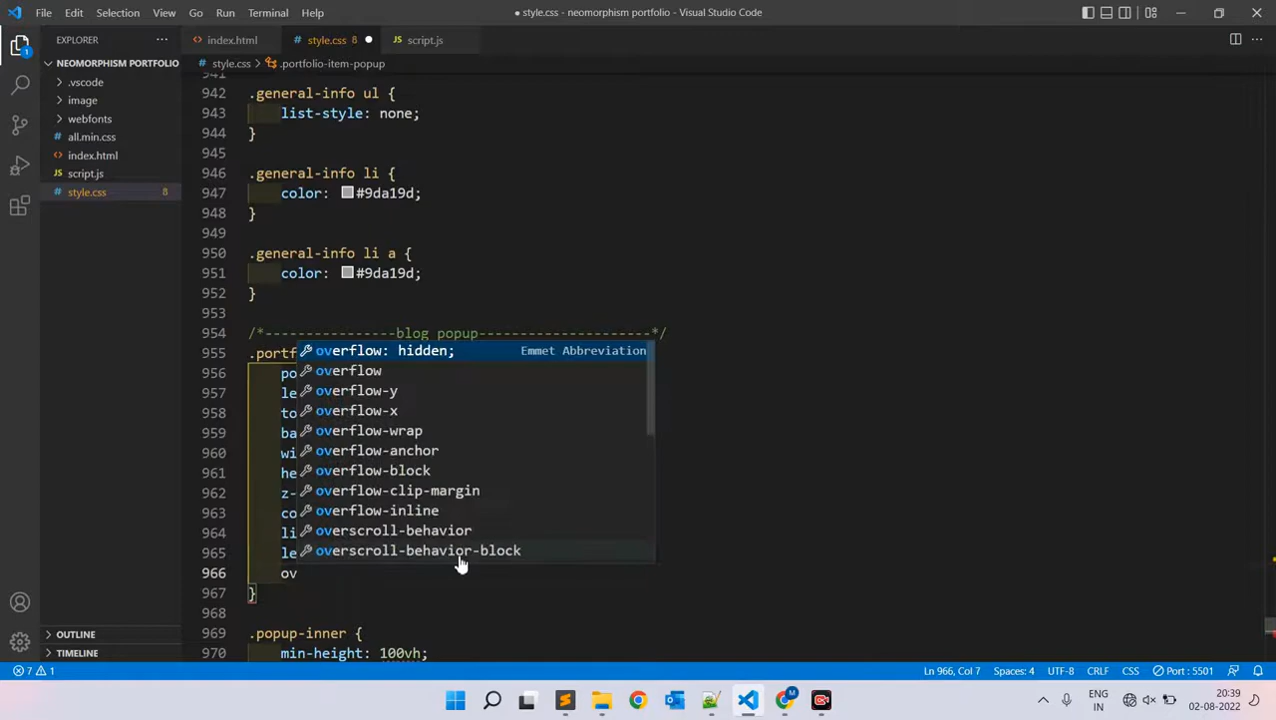 File Edit Selection View Go Run Terminal Help
● style.css - neomorphism portfolio - Visual Studio Code
EXPLORER
index.html
style.css 8 ●
script.js
NEOMORPHISM PORTFOLIO
style.css > .portfolio-item-popup
.vscode
image
webfonts
all.min.css
index.html
script.js
style.css 8
941
942 .general-info ul {
943 list-style: none;
944 }
945
946 .general-info li {
947 color: #9da19d;
948 }
949
950 .general-info li a {
951 color: #9da19d;
952 }
953
954 /*----------------blog popup---------------------*/
955 .portf
956 po
957 le
958 to
959 ba
960 wi
961 he
962 z-
963 co
964 li
965 le
966 ov
967 }
968
969 .popup-inner {
970 min-height: 100vh;
overflow: hidden; Emmet Abbreviation
overflow
overflow-y
overflow-x
overflow-wrap
overflow-anchor
overflow-block
overflow-clip-margin
overflow-inline
overscroll-behavior
overscroll-behavior-block
OUTLINE
TIMELINE
1
7 1
Ln 966, Col 7 Spaces: 4 UTF-8 CRLF CSS Port : 5501
M
ENG
IN
20:39
02-08-2022